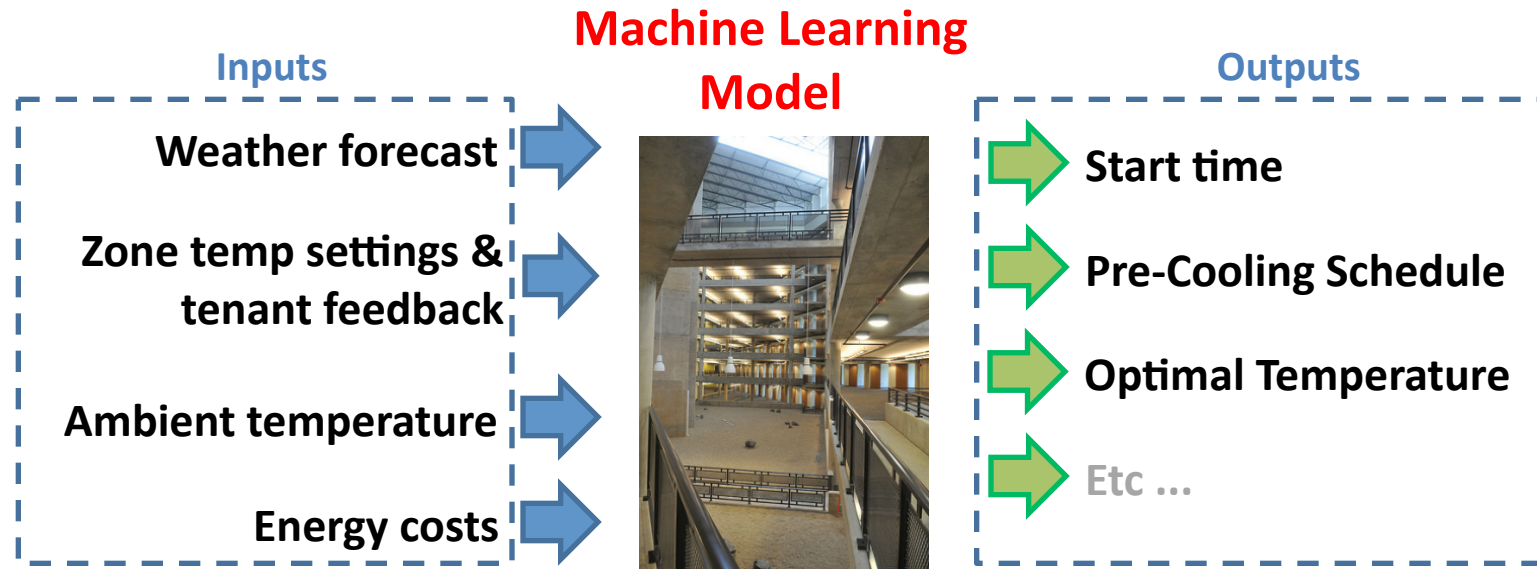 Machine Learning
Model
Inputs
Weather forecast
Zone temp settings &
tenant feedback
Ambient temperature
Energy costs
Outputs
Start time
Pre-Cooling Schedule
Optimal Temperature
Etc ...